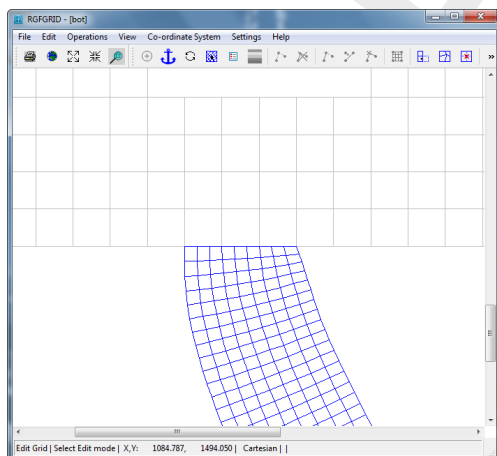 RGFGRID - [bot]
File Edit Operations View Co-ordinate System Settings Help
»
Edit Grid | Select Edit mode | X,Y: 1084.787, 1494.050 | Cartesian | |